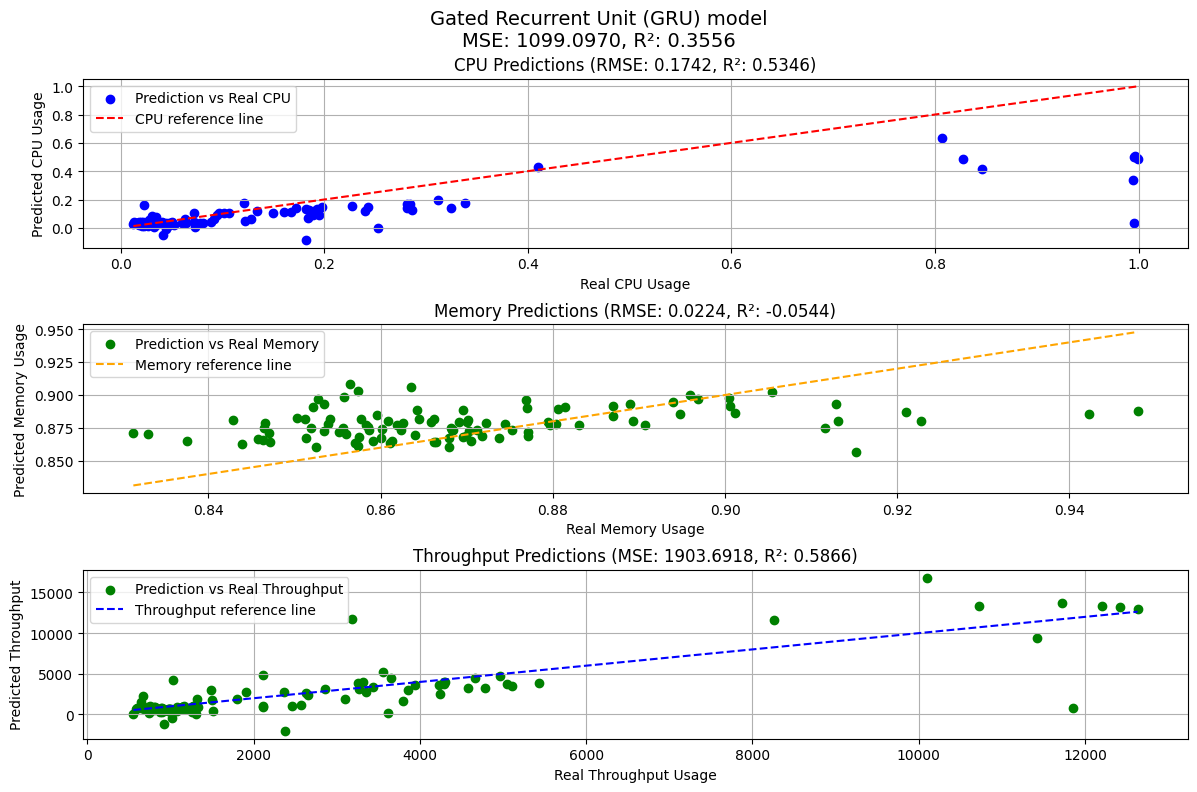 Gated Recurrent Unit (GRU) model
MSE: 1099.0970, R²: 0.3556
CPU Predictions (RMSE: 0.1742, R²: 0.5346)
Prediction vs Real CPU
CPU reference line
Predicted CPU Usage
1.0
0.8
0.6
0.4
0.2
0.0
0.0 0.2 0.4 0.6 0.8 1.0
Real CPU Usage
Memory Predictions (RMSE: 0.0224, R²: -0.0544)
Prediction vs Real Memory
Memory reference line
Predicted Memory Usage
0.950
0.925
0.900
0.875
0.850
0.84 0.86 0.88 0.90 0.92 0.94
Real Memory Usage
Throughput Predictions (MSE: 1903.6918, R²: 0.5866)
Prediction vs Real Throughput
Throughput reference line
Predicted Throughput
15000
10000
5000
0
0 2000 4000 6000 8000 10000 12000
Real Throughput Usage